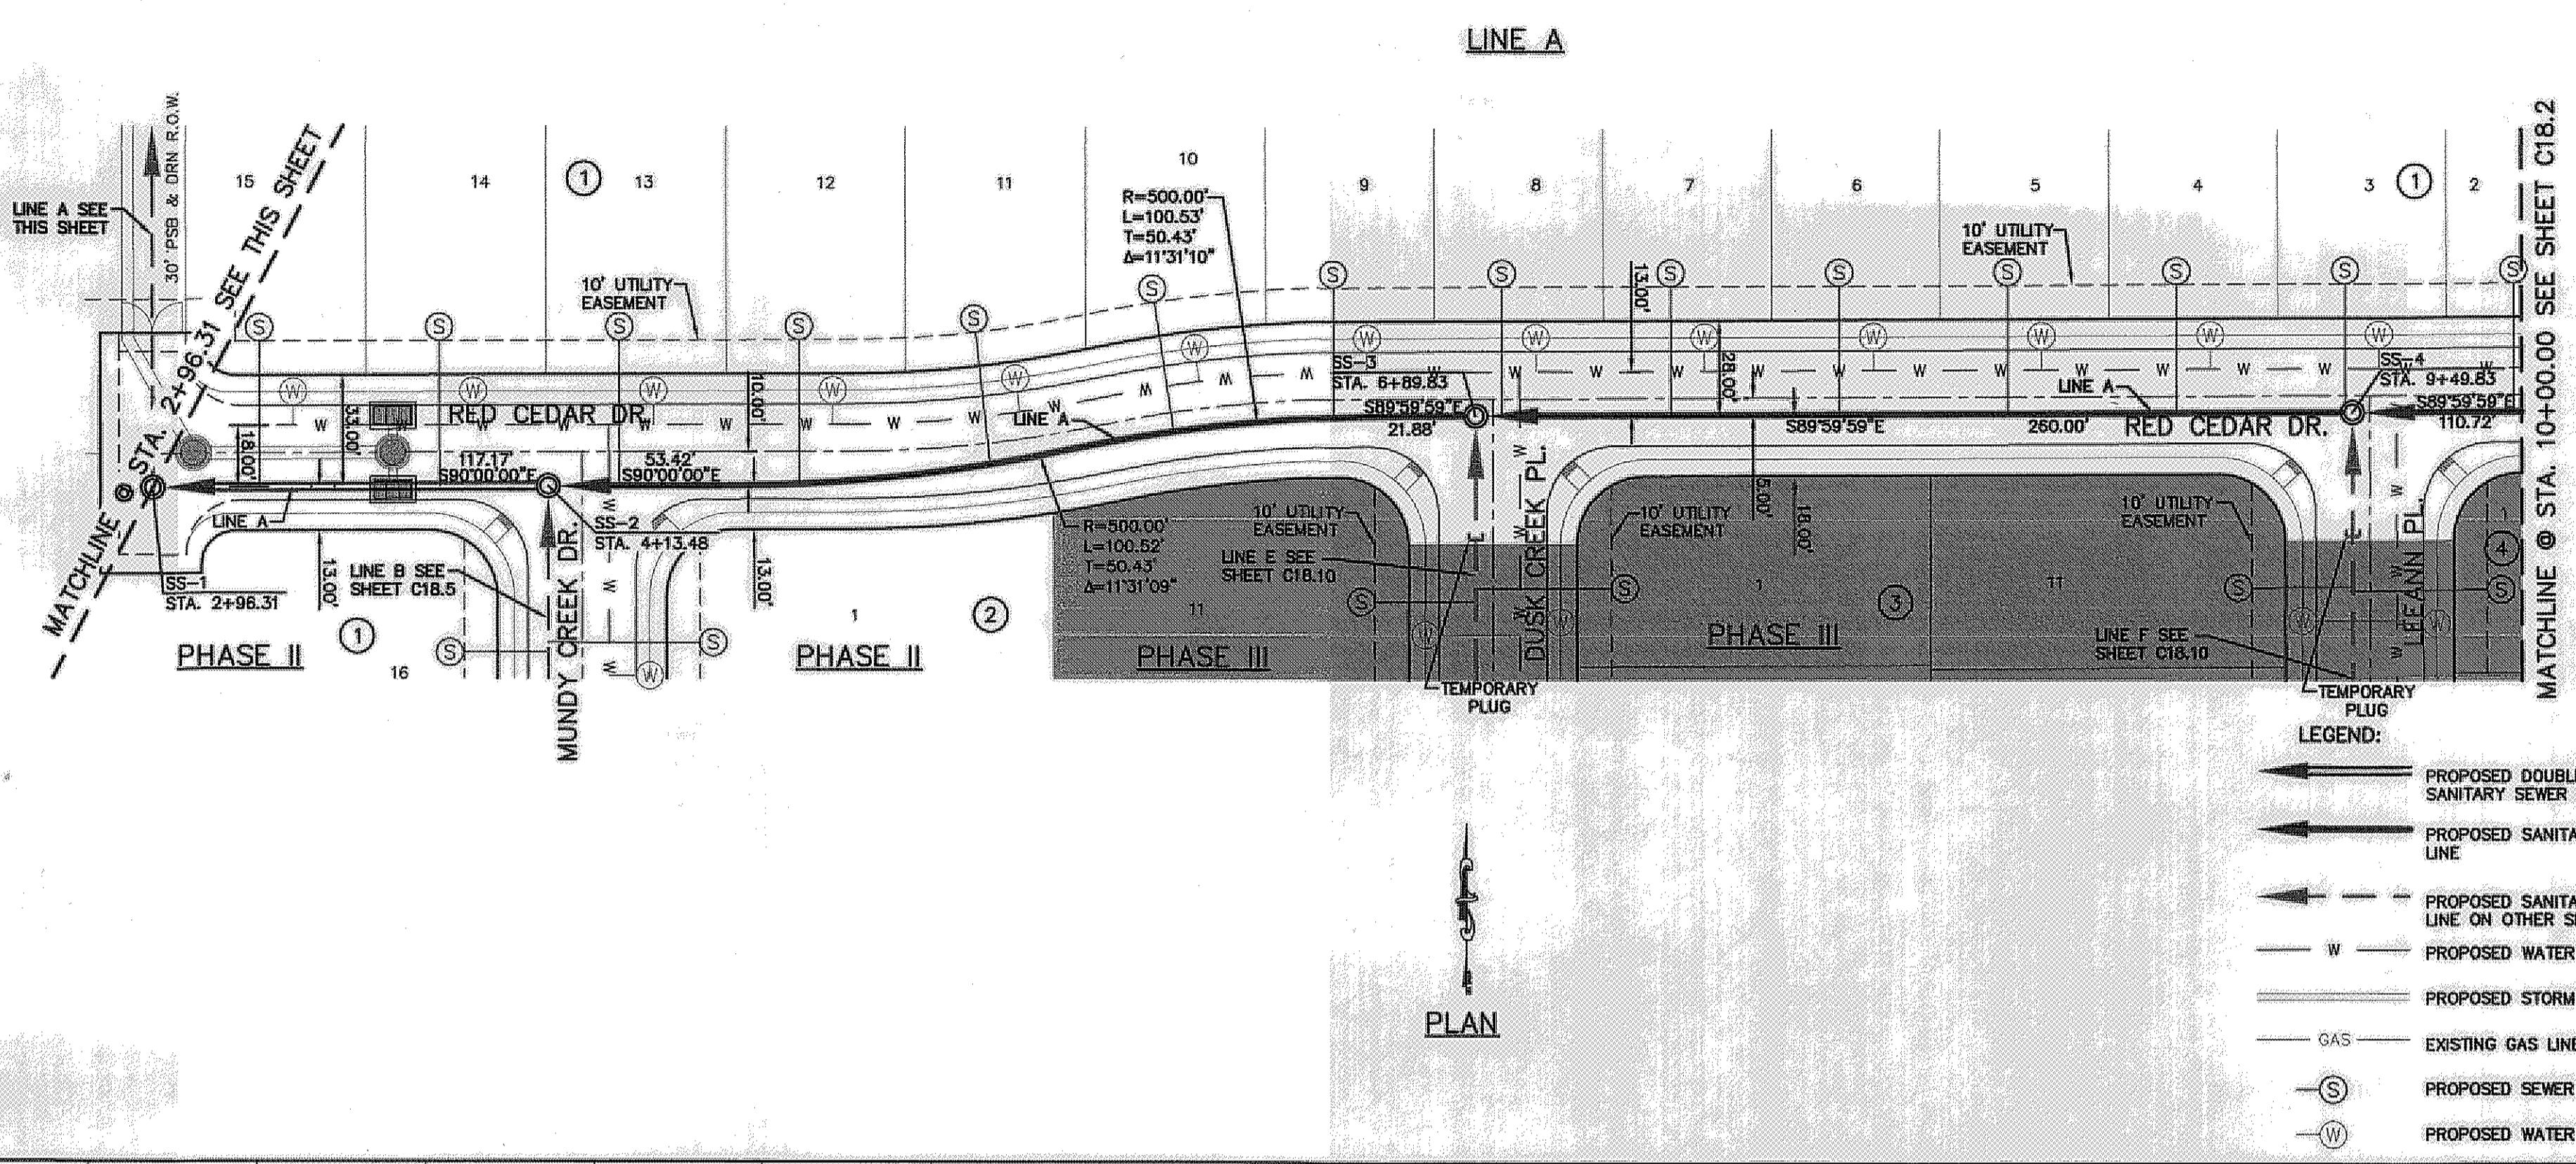 LINE A
30' PSB & DRN R.O.W.
LINE A SEE
THIS SHEET
MATCHLINE @ STA. 2+96.31 SEE THIS SHEET
15
14
1
13
12
11
10
9
8
7
6
5
4
3
1
2
R=500.00'
L=100.53'
T=50.43'
Δ=11°31'10"
10' UTILITY
EASEMENT
10' UTILITY
EASEMENT
S
S
S
S
S
S
S
S
S
S
S
S
S
S
W
W
W
W
W
W
W
W
W
W
W
W
W
13.00'
28.00'
33.00'
18.00'
10.00'
RED CEDAR DR.
LINE A
SS-3
STA. 6+89.83
S89°59'59"E
21.88'
S89°59'59"E
260.00'
LINE A
RED CEDAR DR.
SS-4
STA. 9+49.83
S89°59'59"E
110.72'
117.17'
S90°00'00"E
53.42'
S90°00'00"E
LINE A
SS-1
STA. 2+96.31
13.00'
LINE B SEE
SHEET C18.5
SS-2
STA. 4+13.48
MUNDY CREEK DR.
13.00'
R=500.00'
L=100.52'
T=50.43'
Δ=11°31'09"
10' UTILITY
EASEMENT
LINE E SEE
SHEET C18.10
DUSK CREEK PL.
10' UTILITY
EASEMENT
5.00'
18.00'
10' UTILITY
EASEMENT
LEEANN PL.
LINE F SEE
SHEET C18.10
PHASE II
1
16
S
S
W
1
2
PHASE II
11
PHASE III
S
S
W
W
1
3
11
PHASE III
S
S
W
W
1
4
TEMPORARY
PLUG
TEMPORARY
PLUG
MATCHLINE @ STA. 10+00.00 SEE SHEET C18.2
PLAN
LEGEND:
PROPOSED DOUBL
SANITARY SEWER
PROPOSED SANITA
LINE
PROPOSED SANITA
LINE ON OTHER S
W PROPOSED WATER
PROPOSED STORM
GAS EXISTING GAS LINE
S PROPOSED SEWER
W PROPOSED WATER